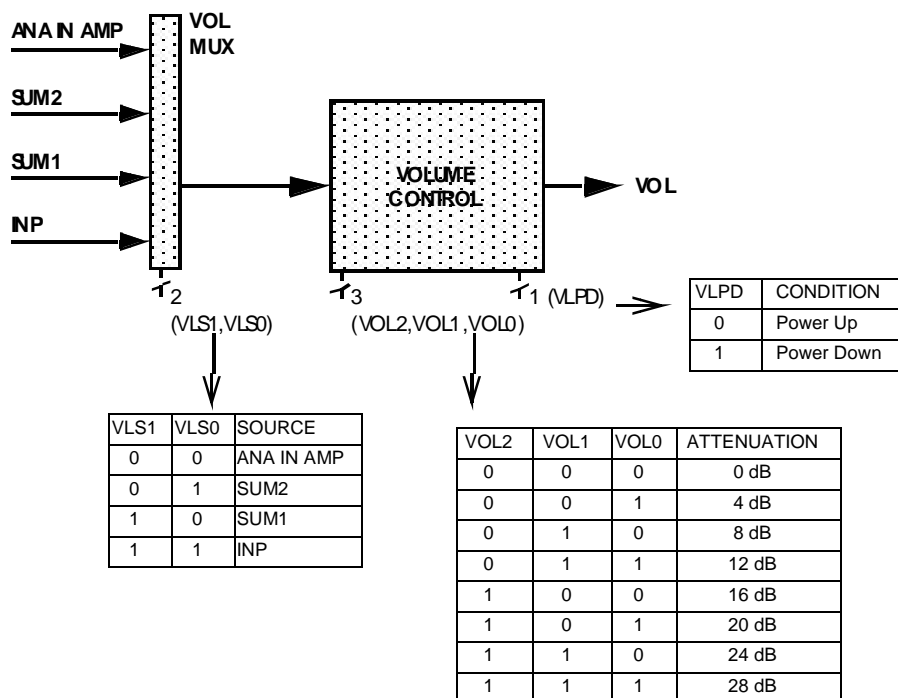 ANA IN AMP
VOL
MUX
SUM2
SUM1
INP
VOLUME
CONTROL
VOL
2
3
1 (VLPD)
(VLS1,VLS0)
(VOL2,VOL1,VOL0)
VLPD CONDITION
0 Power Up
1 Power Down
VLS1 VLS0 SOURCE
0 0 ANA IN AMP
0 1 SUM2
1 0 SUM1
1 1 INP
VOL2 VOL1 VOL0 ATTENUATION
0 0 0 0 dB
0 0 1 4 dB
0 1 0 8 dB
0 1 1 12 dB
1 0 0 16 dB
1 0 1 20 dB
1 1 0 24 dB
1 1 1 28 dB